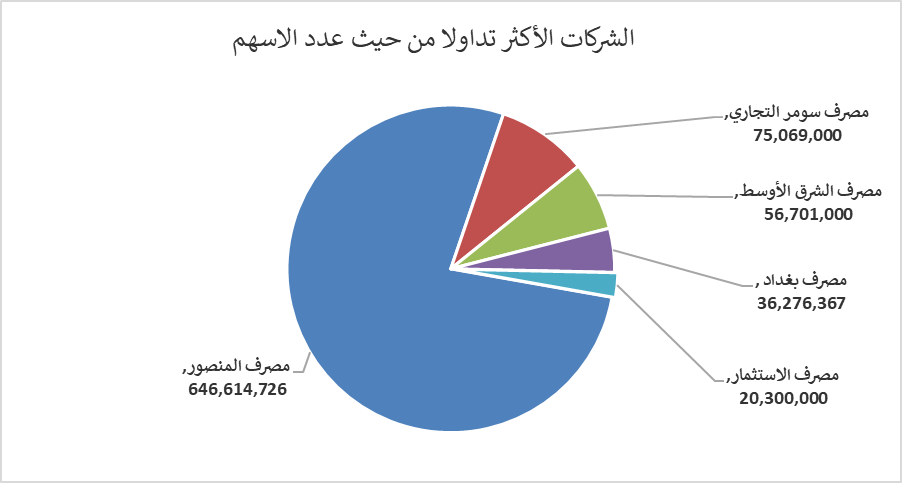 الشركات الأكثر تداولا من حيث عدد الاسهم
مصرف سومر التجاري,
75,069,000
مصرف الشرق الأوسط,
56,701,000
مصرف بغداد ,
36,276,367
مصرف الاستثمار,
20,300,000
مصرف المنصور,
646,614,726